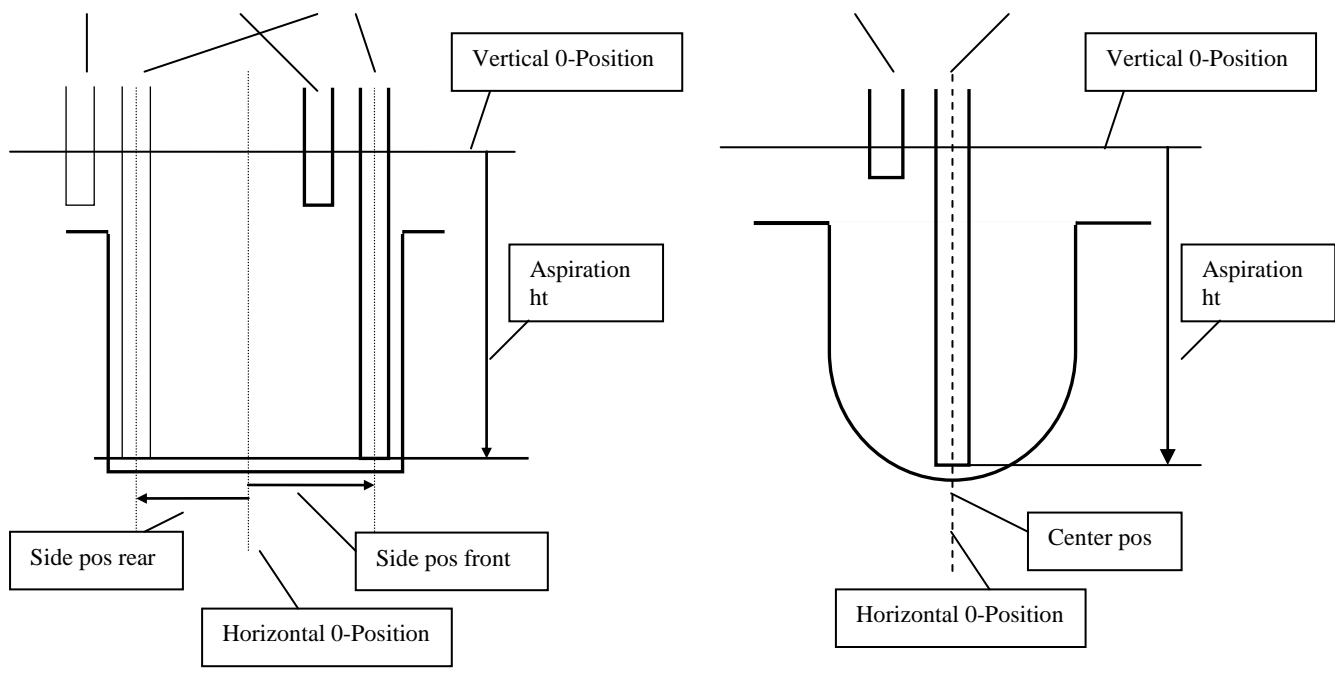 Vertical 0-Position
Aspiration
ht
Side pos rear
Side pos front
Horizontal 0-Position
Vertical 0-Position
Aspiration
ht
Center pos
Horizontal 0-Position